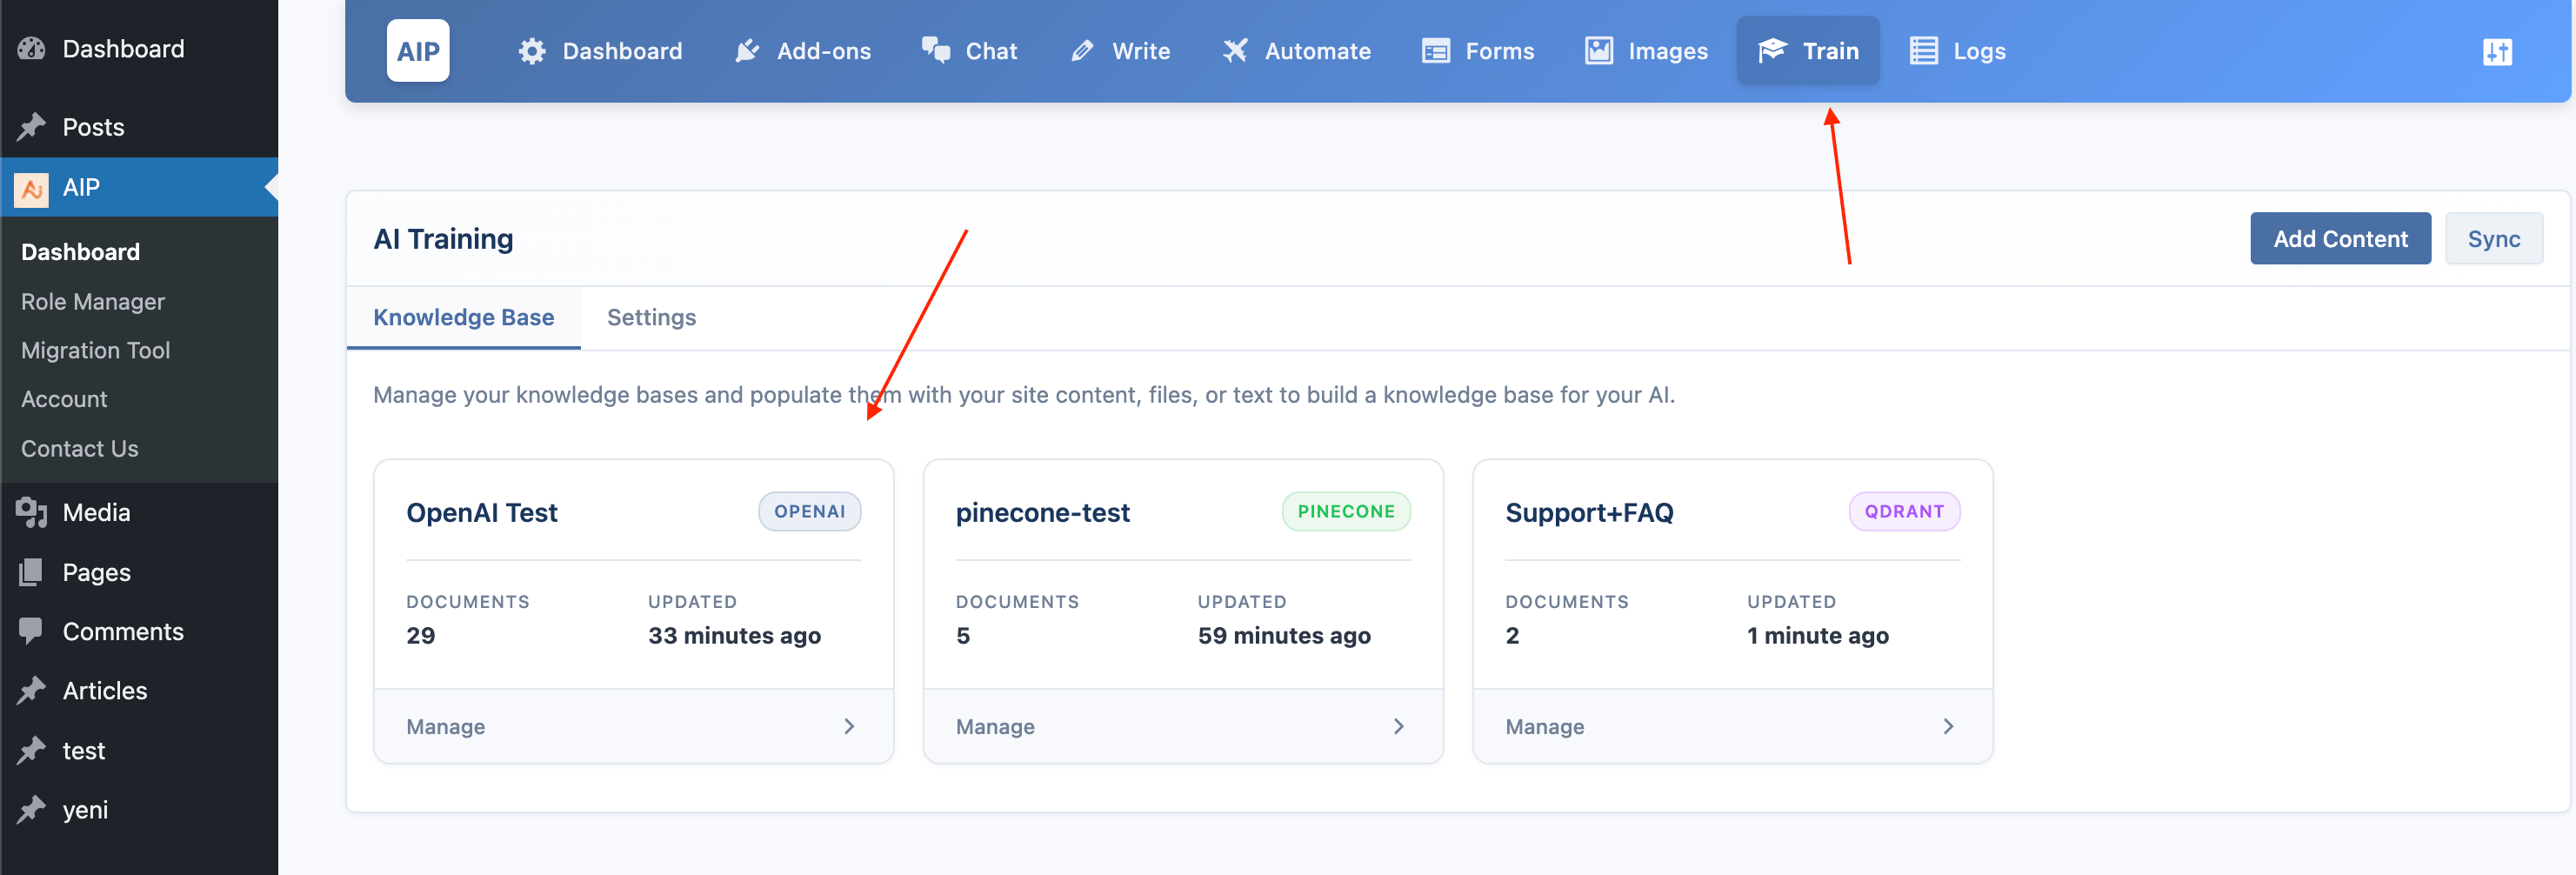 Dashboard
Posts
AIP
Dashboard
Role Manager
Migration Tool
Account
Contact Us
Media
Pages
Comments
Articles
test
yeni
AIP Dashboard Add-ons Chat Write Automate Forms Images Train Logs
AI Training Add Content Sync
Knowledge Base Settings
Manage your knowledge bases and populate them with your site content, files, or text to build a knowledge base for your AI.
OpenAI Test OPENAI
DOCUMENTS UPDATED
29 33 minutes ago
Manage
pinecone-test PINECONE
DOCUMENTS UPDATED
5 59 minutes ago
Manage
Support+FAQ QDRANT
DOCUMENTS UPDATED
2 1 minute ago
Manage